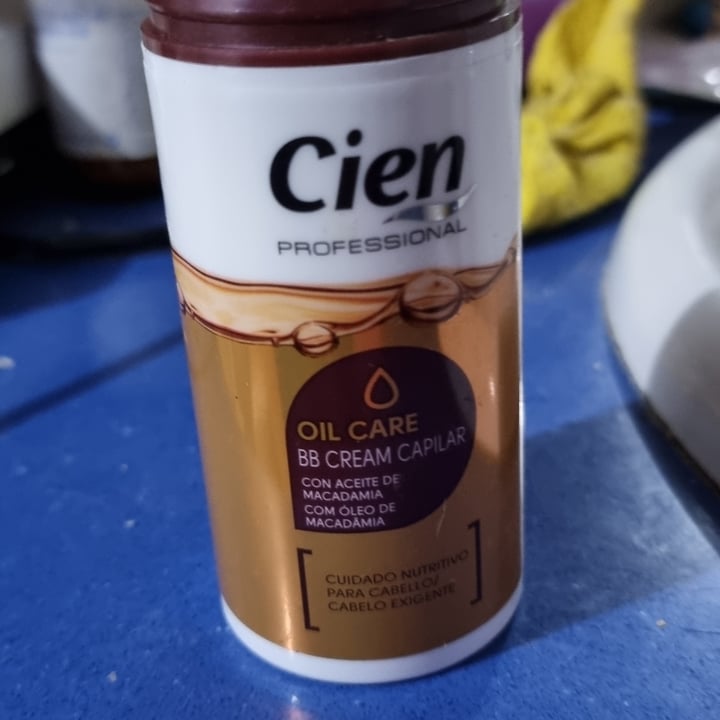 Cien
PROFESSIONAL
OIL CARE
BB CREAM CAPILAR
CON ACEITE DE
MACADAMIA
COM ÓLEO DE
MACADÂMIA
CUIDADO NUTRITIVO
PARA CABELLO/
CABELO EXIGENTE